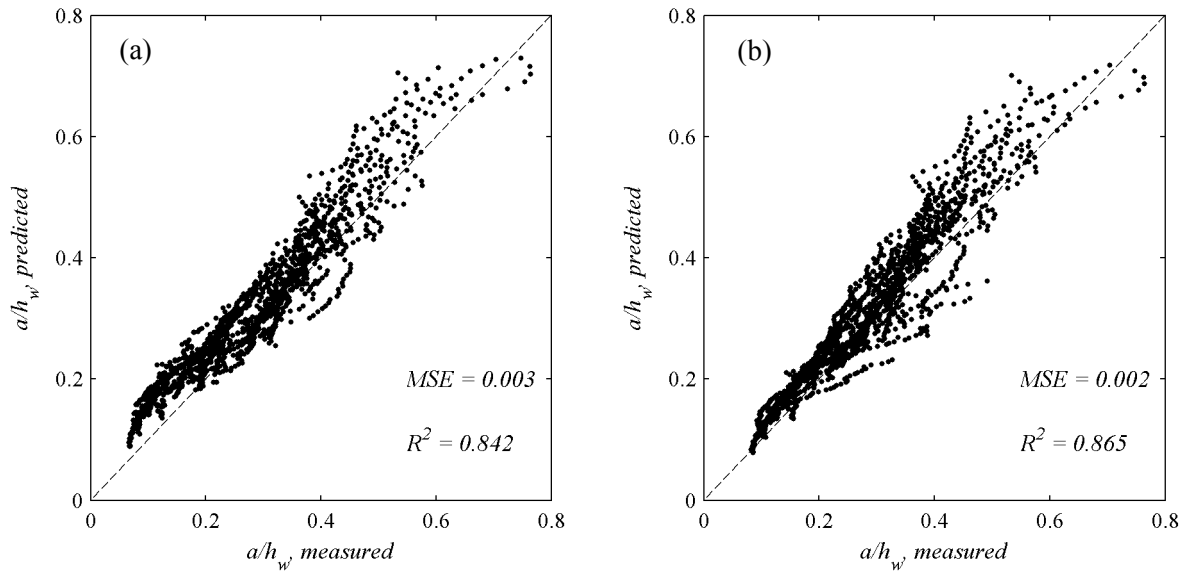 (a)
0.8
0.6
0.4
0.2
0
0 0.2 0.4 0.6 0.8
a/h_w, predicted
a/h_w, measured
MSE = 0.003
R² = 0.842
(b)
0.8
0.6
0.4
0.2
0
0 0.2 0.4 0.6 0.8
a/h_w, predicted
a/h_w, measured
MSE = 0.002
R² = 0.865